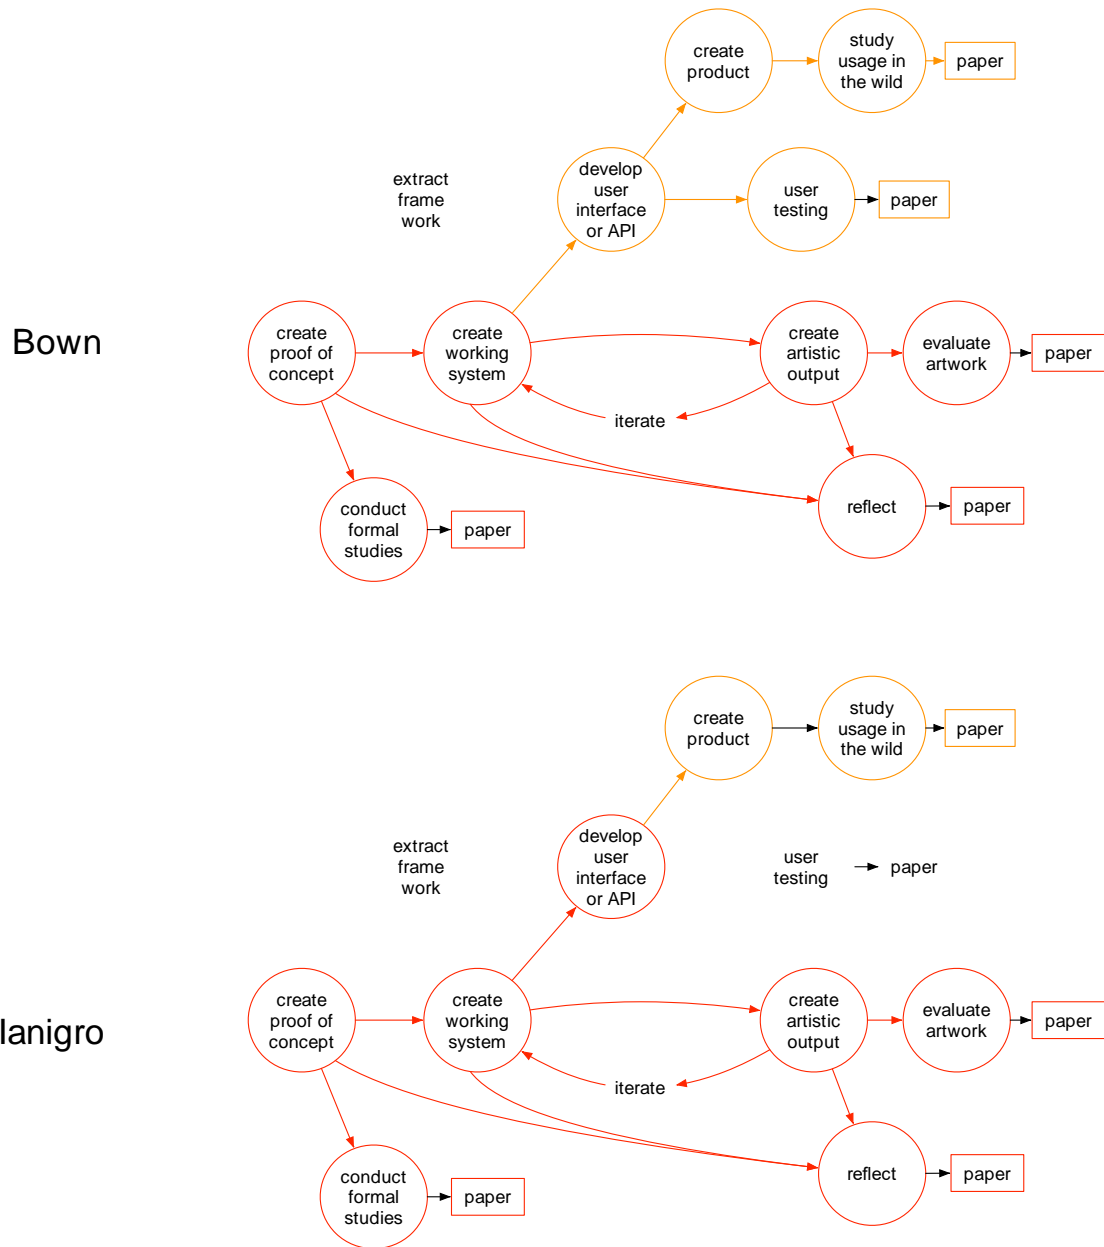 create
product
study
usage in
the wild
paper
extract
frame
work
develop
user
interface
or API
user
testing
paper
Bown
create
proof of
concept
create
working
system
create
artistic
output
evaluate
artwork
paper
iterate
conduct
formal
studies
paper
reflect
paper
create
product
study
usage in
the wild
paper
extract
frame
work
develop
user
interface
or API
user
testing
paper
Ianigro
create
proof of
concept
create
working
system
create
artistic
output
evaluate
artwork
paper
iterate
conduct
formal
studies
paper
reflect
paper